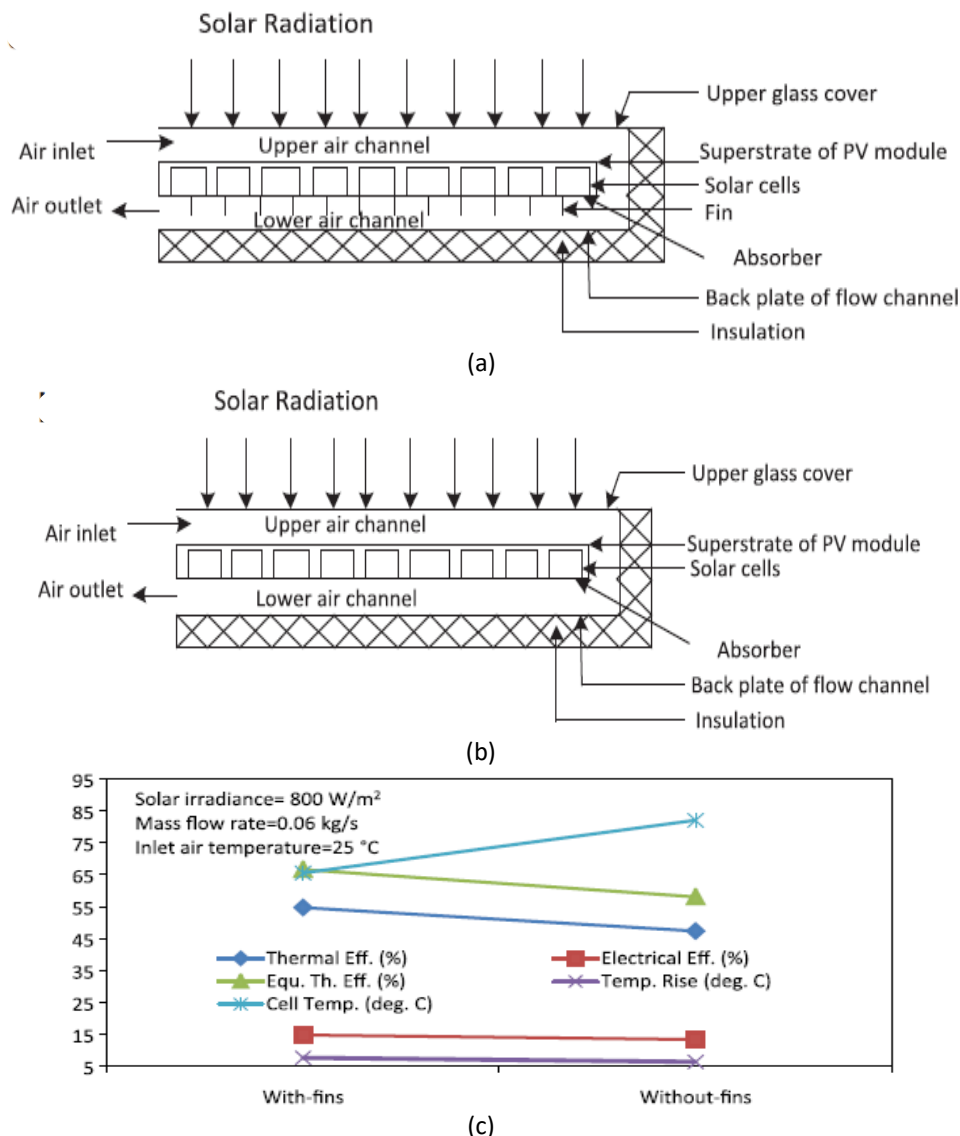 Solar Radiation
Upper glass cover
Air inlet
Upper air channel
Superstrate of PV module
Solar cells
Air outlet
Lower air channel
Fin
Absorber
Back plate of flow channel
Insulation
(a)
Solar Radiation
Upper glass cover
Air inlet
Upper air channel
Superstrate of PV module
Solar cells
Air outlet
Lower air channel
Absorber
Back plate of flow channel
Insulation
(b)
95
85
75
65
55
45
35
25
15
5
Solar irradiance= 800 W/m²
Mass flow rate=0.06 kg/s
Inlet air temperature=25 °C
Thermal Eff. (%)
Electrical Eff. (%)
Equ. Th. Eff. (%)
Temp. Rise (deg. C)
Cell Temp. (deg. C)
With-fins
Without-fins
(c)